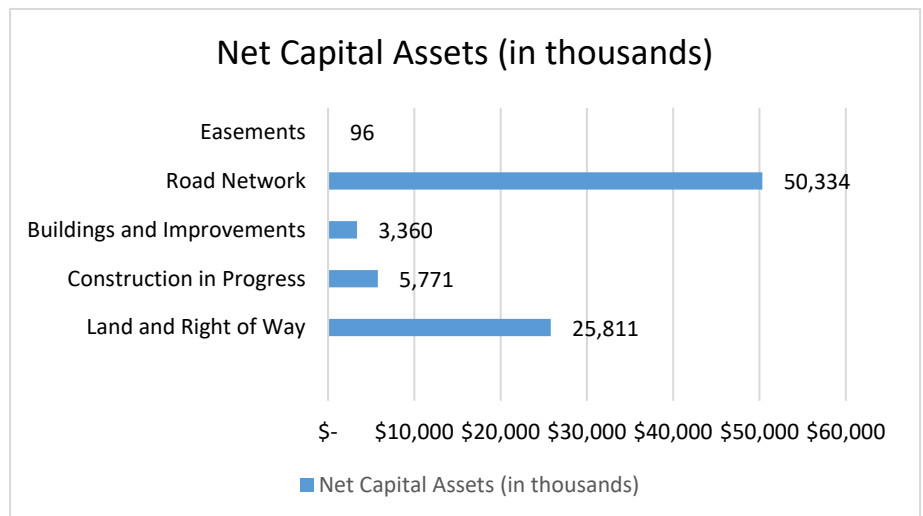 Net Capital Assets (in thousands)
Easements 96
Road Network 50,334
Buildings and Improvements 3,360
Construction in Progress 5,771
Land and Right of Way 25,811
$- $10,000 $20,000 $30,000 $40,000 $50,000 $60,000
Net Capital Assets (in thousands)